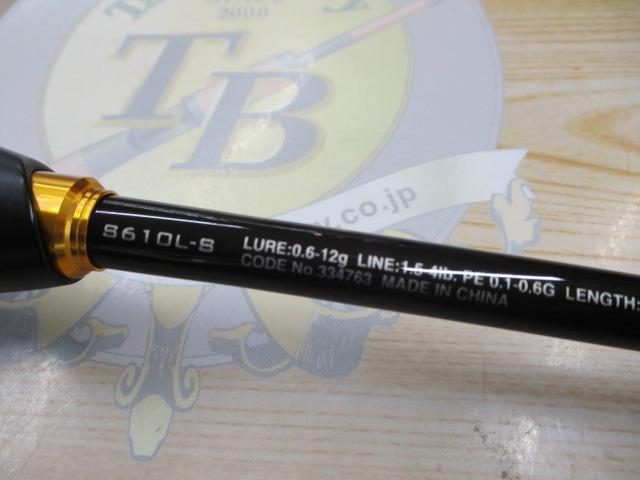 2000
TB
.co.jp
S610L-S LURE:0.6-12g LINE:1.5-4lb. PE 0.1-0.6G LENGTH:
CODE No.334763 MADE IN CHINA